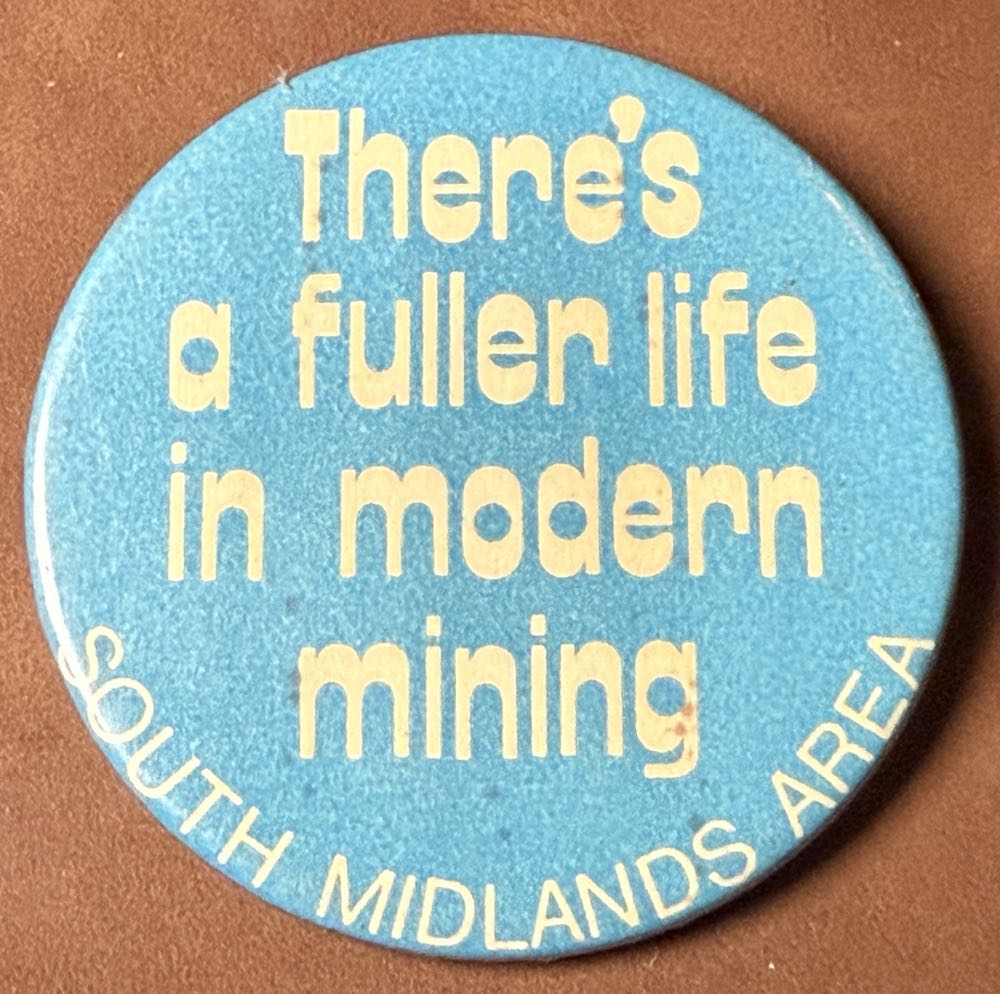 There's
a fuller life
in modern
mining
SOUTH MIDLANDS AREA